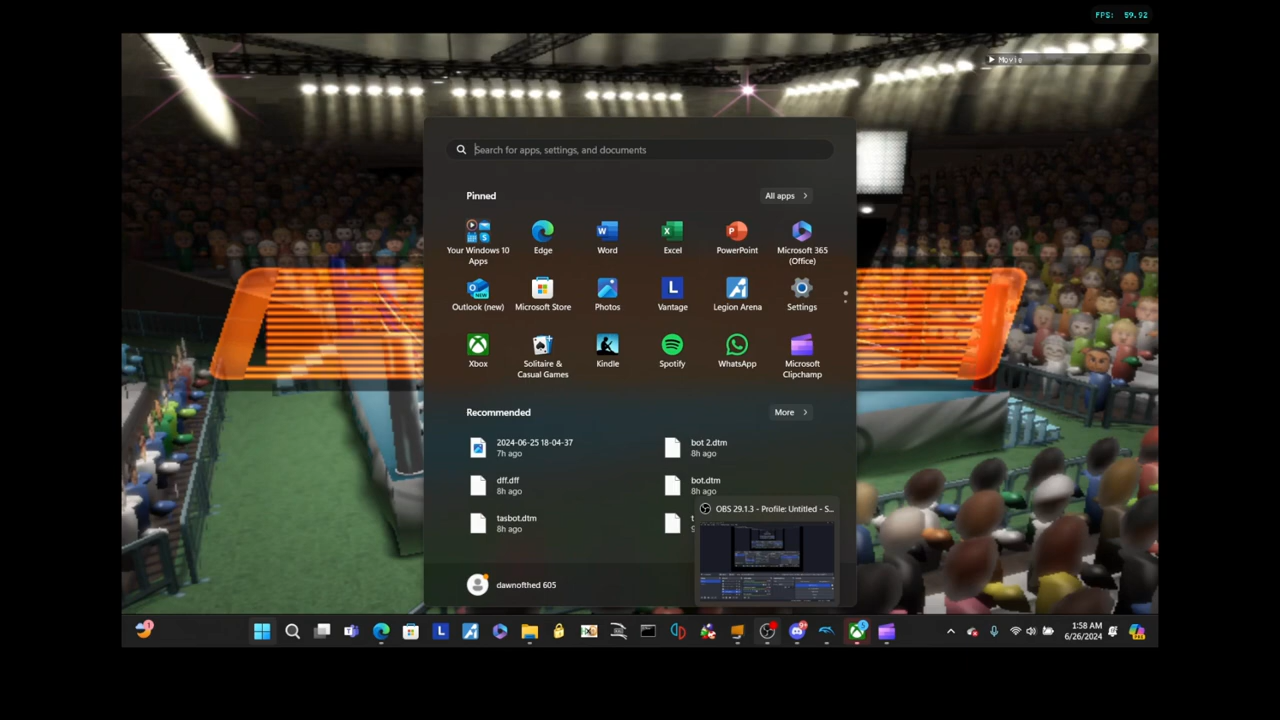 FPS: 59.92
Movie
Search for apps, settings, and documents
Pinned
All apps
Your Windows 10
Apps
Edge
Word
Excel
PowerPoint
Microsoft 365
(Office)
Outlook (new)
Microsoft Store
Photos
Vantage
Legion Arena
Settings
Xbox
Solitaire &
Casual Games
Kindle
Spotify
WhatsApp
Microsoft
Clipchamp
Recommended
More
2024-06-25 18-04-37
7h ago
bot 2.dtm
8h ago
dff.dff
8h ago
bot.dtm
8h ago
tasbot.dtm
8h ago
OBS 29.1.3 - Profile: Untitled - S...
dawnofthed 605
1:58 AM
6/26/2024